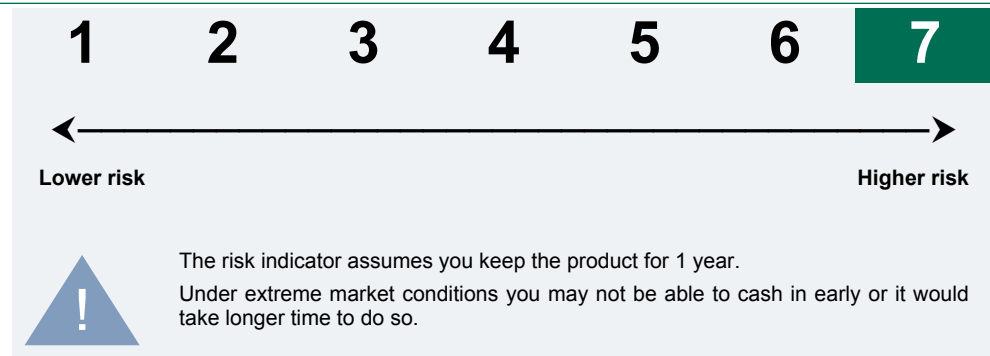 1 2 3 4 5 6 7
Lower risk Higher risk
The risk indicator assumes you keep the product for 1 year.
Under extreme market conditions you may not be able to cash in early or it would
take longer time to do so.
!